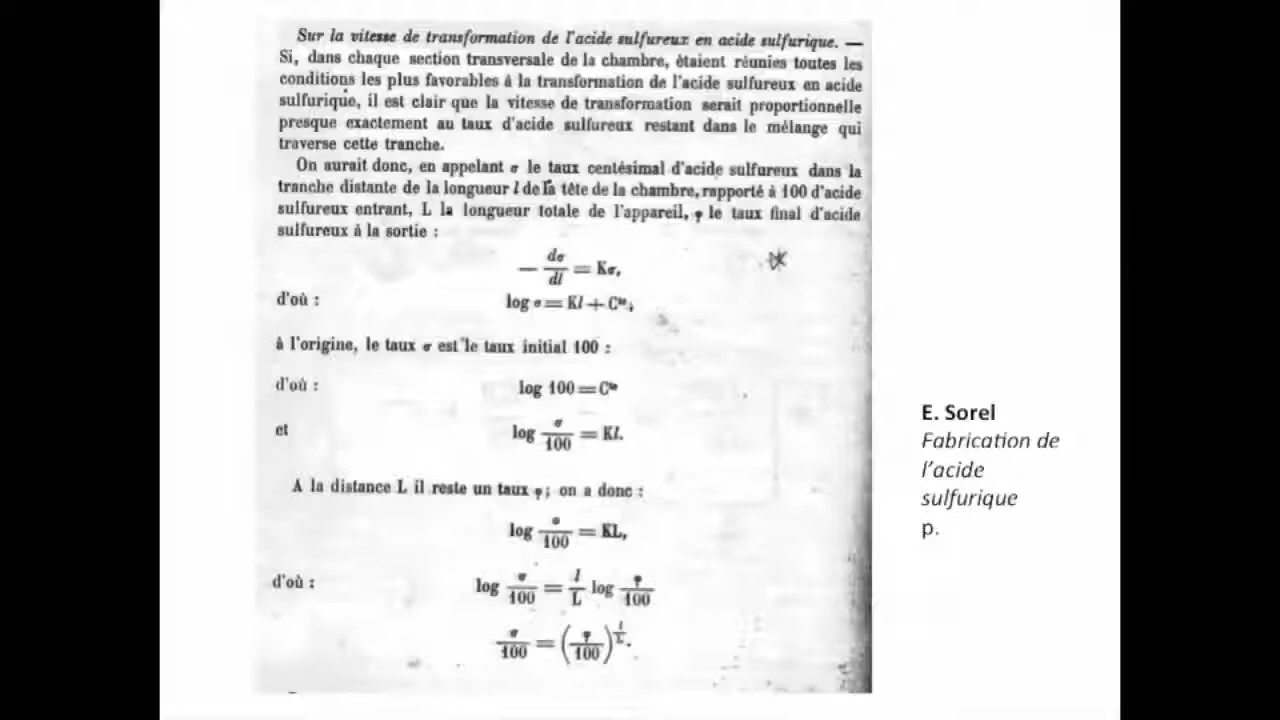 Sur la vitesse de transformation de l'acide sulfureux en acide sulfurique. —
Si, dans chaque section transversale de la chambre, étaient réunies toutes les
conditions les plus favorables à la transformation de l'acide sulfureux en acide
sulfurique, il est clair que la vitesse de transformation serait proportionnelle
presque exactement au taux d'acide sulfureux restant dans le mélange qui
traverse cette tranche.
On aurait donc, en appelant σ le taux centésimal d'acide sulfureux dans la
tranche distante de la longueur l de la tête de la chambre, rapporté à 100 d'acide
sulfureux entrant, L la longueur totale de l'appareil, φ le taux final d'acide
sulfureux à la sortie :
— dσ/dl = Kσ,
d'où : log σ = Kl + Cte,
à l'origine, le taux σ est le taux initial 100 :
d'où : log 100 = Cte
et log σ/100 = Kl.
A la distance L il reste un taux φ; on a donc :
log φ/100 = KL,
d'où : log σ/100 = l/L log φ/100
σ/100 = (φ/100)^l/L.
E. Sorel
Fabrication de
l'acide
sulfurique
p.